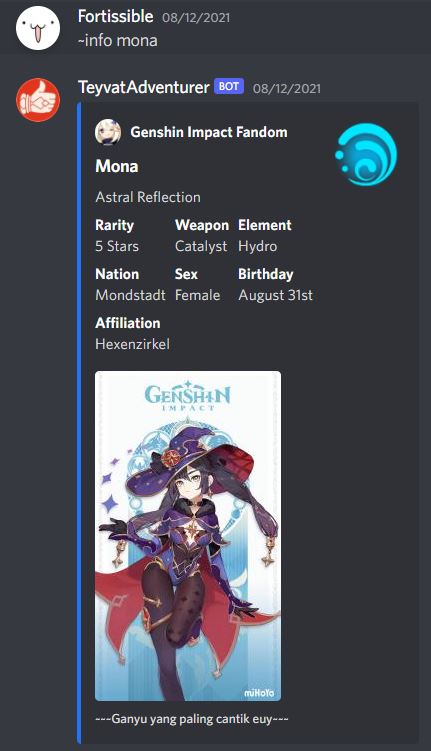 Fortissible 08/12/2021
~info mona
TeyvatAdventurer BOT 08/12/2021
Genshin Impact Fandom
Mona
Astral Reflection
Rarity Weapon Element
5 Stars Catalyst Hydro
Nation Sex Birthday
Mondstadt Female August 31st
Affiliation
Hexenzirkel
GENSHIN
IMPACT
miHoYo
~~~Ganyu yang paling cantik euy~~~